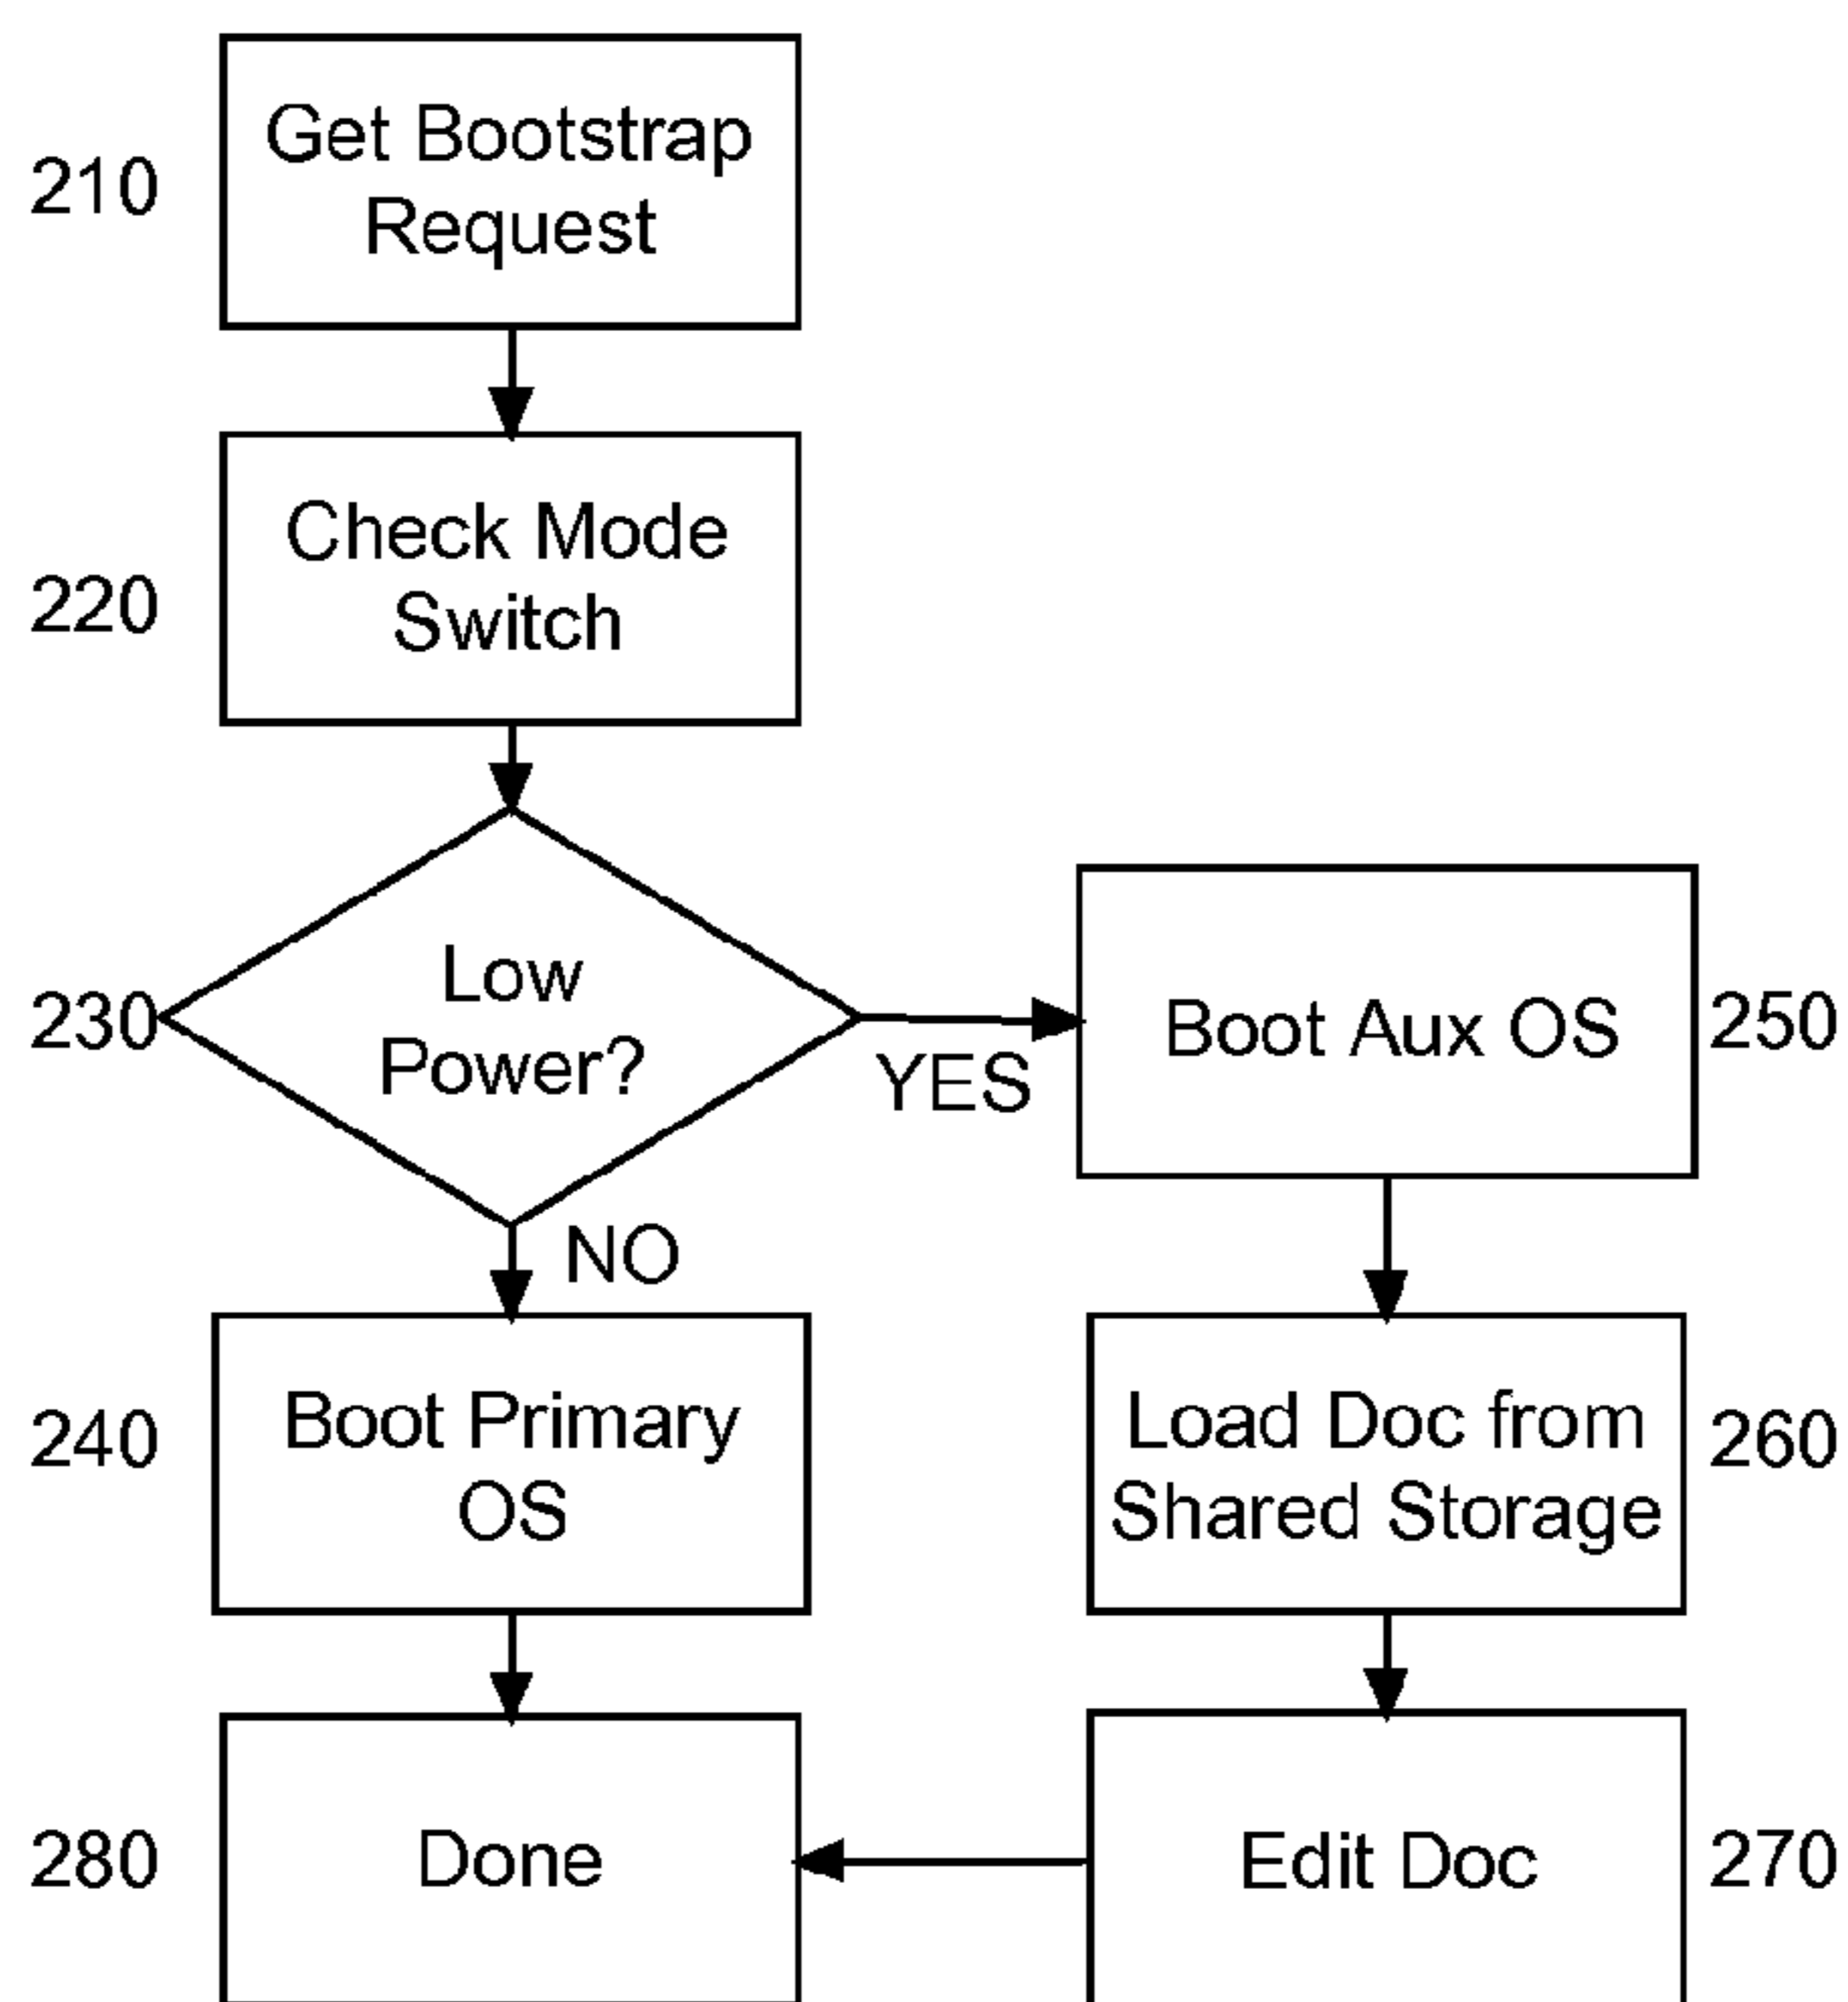 210
Get Bootstrap
Request
220
Check Mode
Switch
230
Low
Power?
YES
NO
250
Boot Aux OS
240
Boot Primary
OS
260
Load Doc from
Shared Storage
280
Done
270
Edit Doc